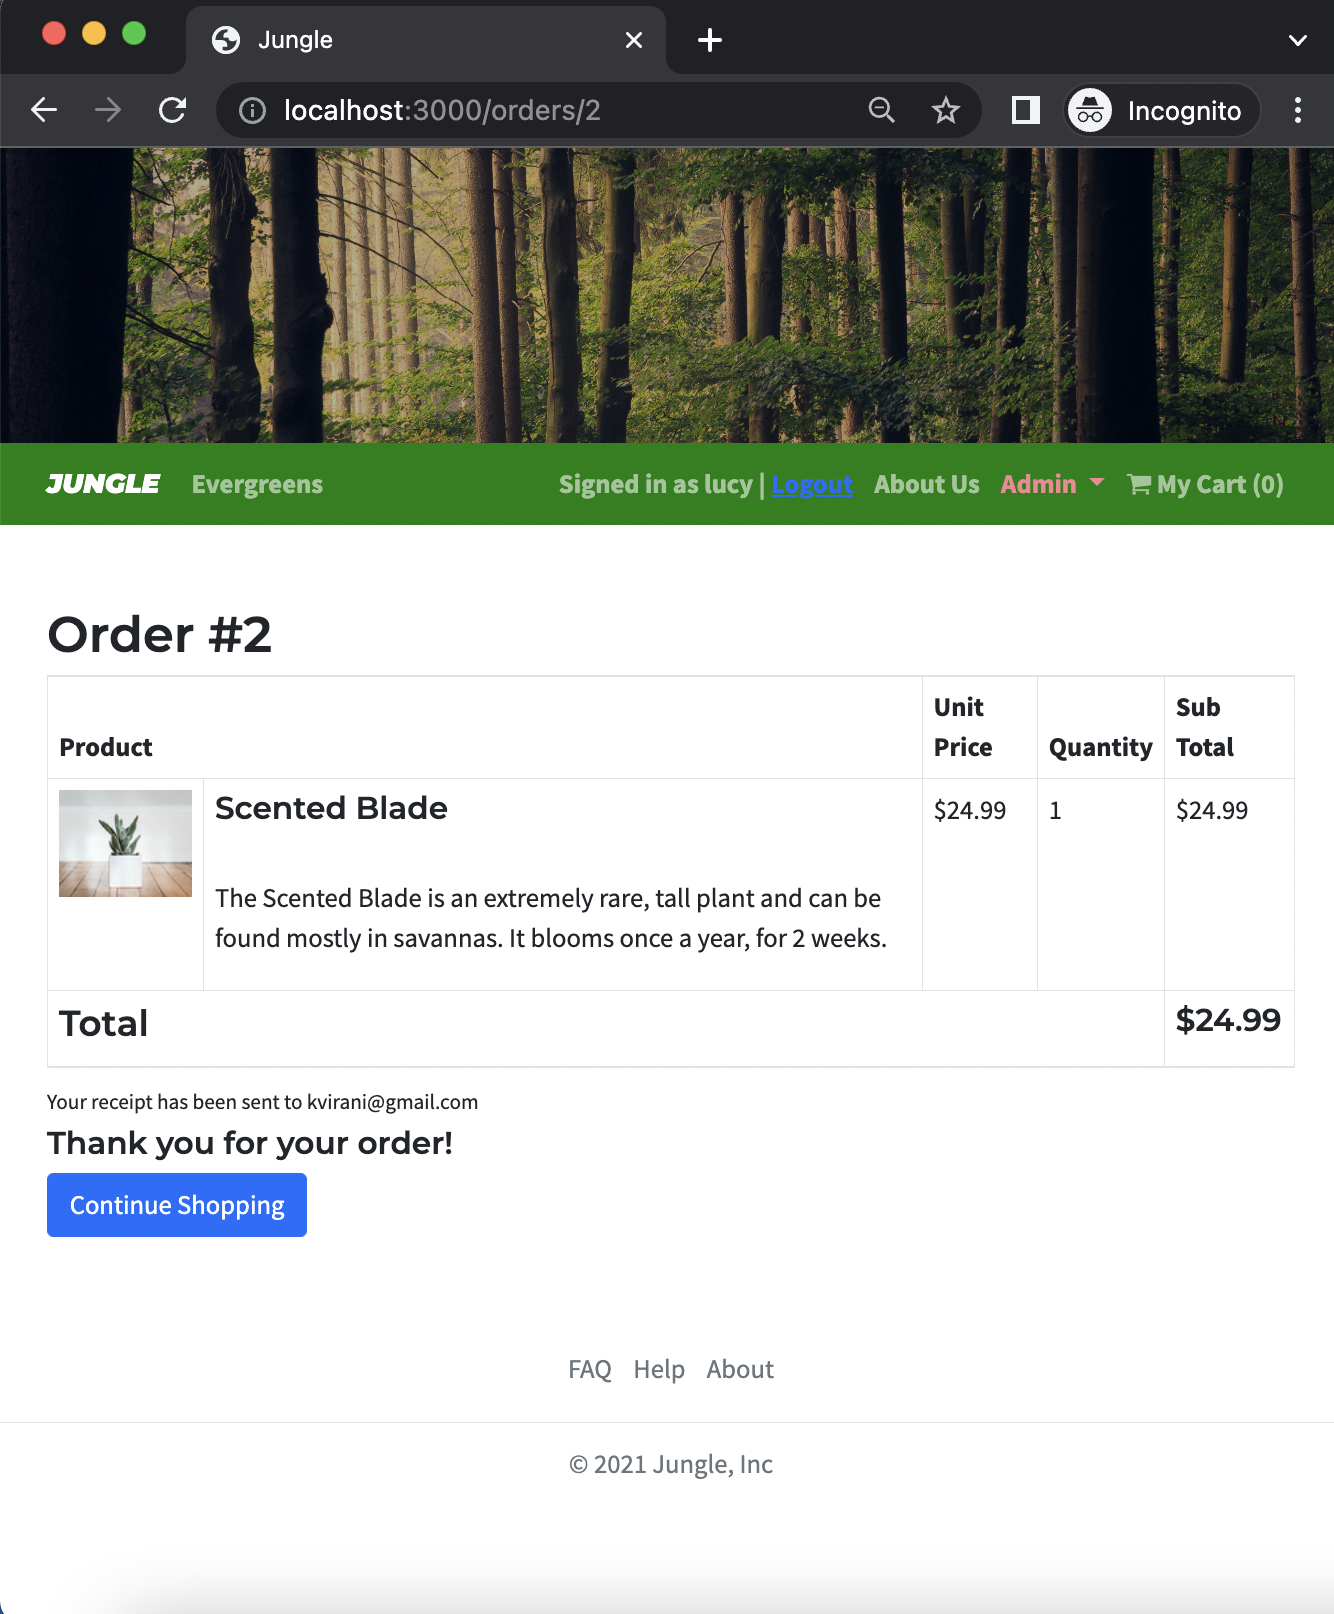 Jungle
localhost:3000/orders/2
Incognito
JUNGLE Evergreens Signed in as lucy | Logout About Us Admin My Cart (0)
Order #2
Product Unit Price Quantity Sub Total
Scented Blade $24.99 1 $24.99
The Scented Blade is an extremely rare, tall plant and can be
found mostly in savannas. It blooms once a year, for 2 weeks.
Total $24.99
Your receipt has been sent to kvirani@gmail.com
Thank you for your order!
Continue Shopping
FAQ Help About
© 2021 Jungle, Inc